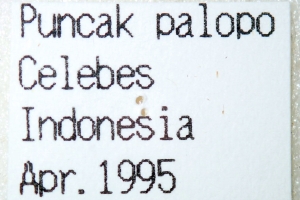 Puncak palopo
Celebes
Indonesia
Apr. 1995